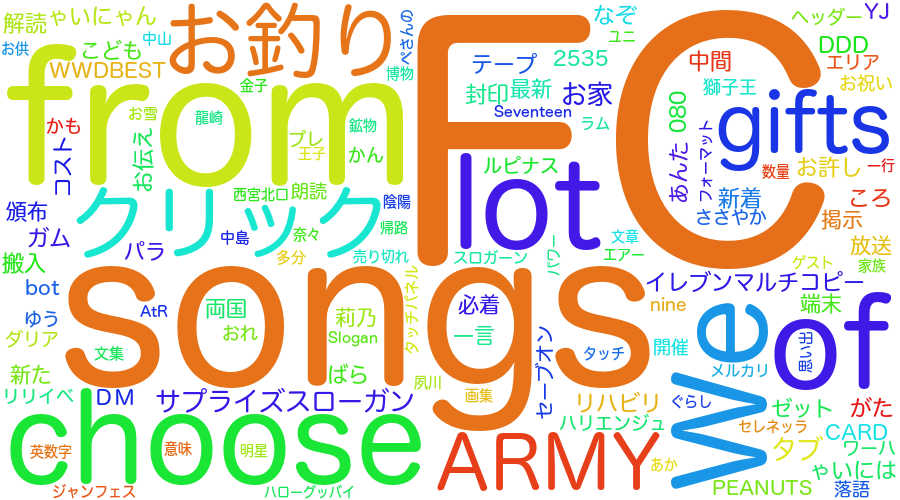 解読 ゃいにゃん お釣り ぺさんの なぞ ヘッダー YJ
お供 こども 中山 ユニ DDD
WWDBEST 博物 テープ 2535 中間 エリア
from FC 金子 封印 最新 お家 獅子王 お祝い
お雪 龍崎 Seventeen 080 gifts
かも コスト お伝え プレ 鉱物 ラム あんた フォーマット
王子 かん lot ルピナス 数量 お許し 一行
頒布 クリック 西宮北口 朗読 陰陽 新着 ころ
ガム パラ 中島 奈々 帰路 文章 ささやか 掲示
搬入 多分 売り切れ スロガーン パワー エアー 放送
songs ゲスト 家族
bot AtR 両国 莉乃 タッチパネル 必着 イレブンマルチコピー
ゆう おれ Slogan 一言 nine we 端末
ダリア 文集 セーブオン タッチ 開催 of 思い出
新た ばら 夙川 メルカリ
リリイベ DM サプライズスローガン 画集 リハビリ ぐらし ゼット がた
choose ハリエンジュ セレネッラ CARD
英数字 意味 明星 ARMY あか タブ ワーハ
ゃいには
ジャンフェス ハローグッバイ PEANUTS 落語